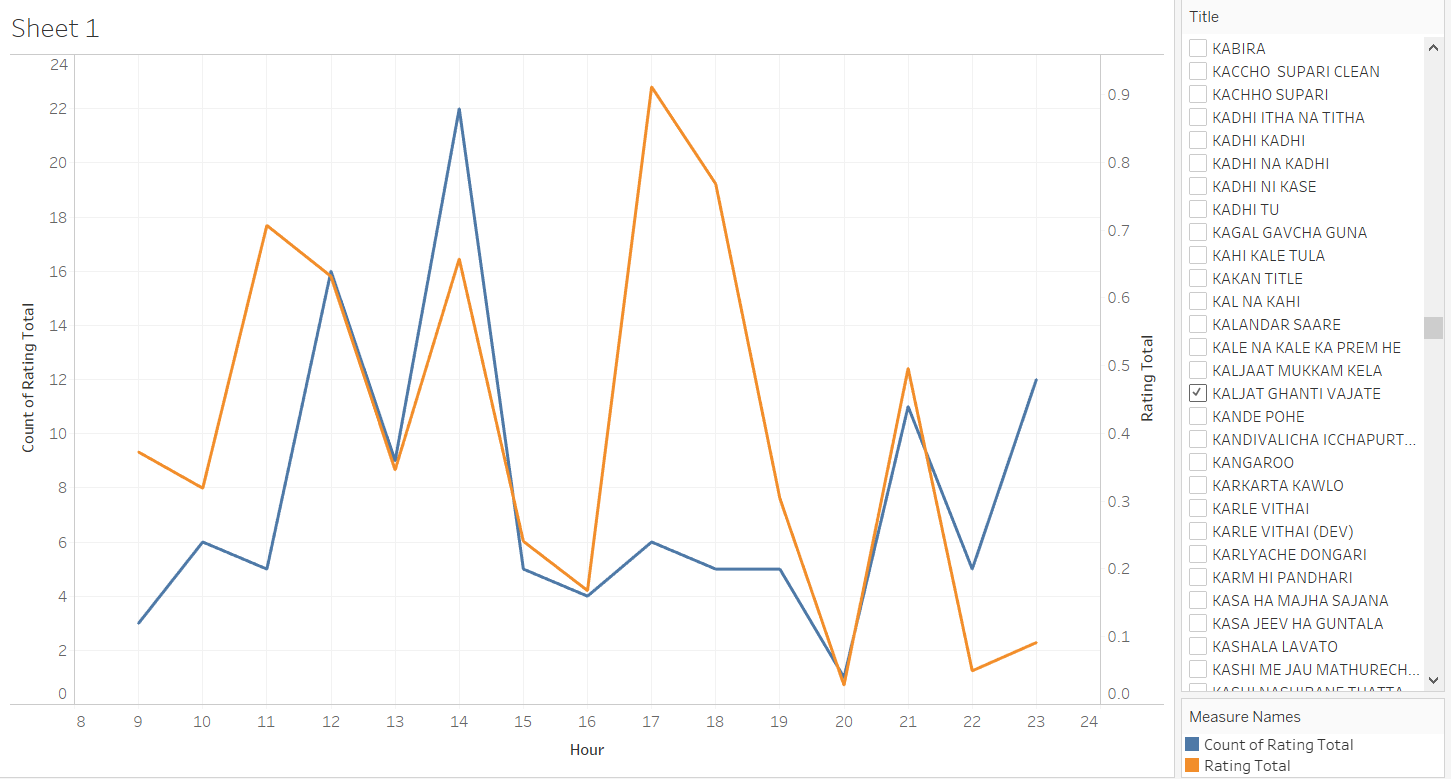 Sheet 1
24
22
20
18
16
14
12
10
8
6
4
2
0
Count of Rating Total
0.9
0.8
0.7
0.6
0.5
0.4
0.3
0.2
0.1
0.0
Rating Total
8 9 10 11 12 13 14 15 16 17 18 19 20 21 22 23 24
Hour
Title
KABIRA
KACCHO  SUPARI CLEAN
KACHHO SUPARI
KADHI ITHA NA TITHA
KADHI KADHI
KADHI NA KADHI
KADHI NI KASE
KADHI TU
KAGAL GAVCHA GUNA
KAHI KALE TULA
KAKAN TITLE
KAL NA KAHI
KALANDAR SAARE
KALE NA KALE KA PREM HE
KALJAAT MUKKAM KELA
KALJAT GHANTI VAJATE
KANDE POHE
KANDIVALICHA ICCHAPURT...
KANGAROO
KARKARTA KAWLO
KARLE VITHAI
KARLE VITHAI (DEV)
KARLYACHE DONGARI
KARM HI PANDHARI
KASA HA MAJHA SAJANA
KASA JEEV HA GUNTALA
KASHALA LAVATO
KASHI ME JAU MATHURECH...
Measure Names
Count of Rating Total
Rating Total